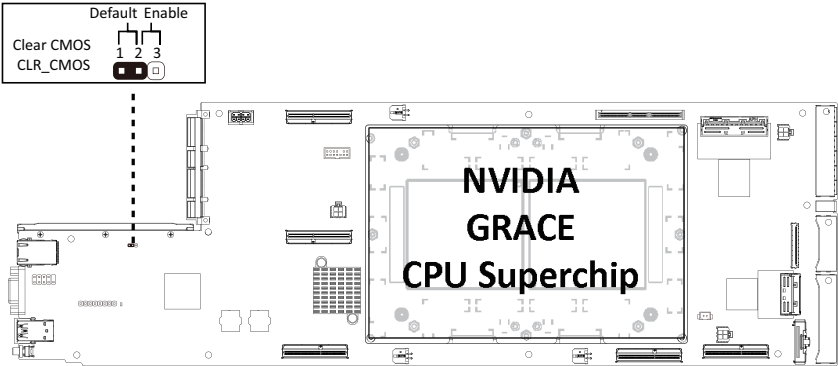 Default Enable
Clear CMOS
1 2 3
CLR_CMOS
NVIDIA
GRACE
CPU Superchip